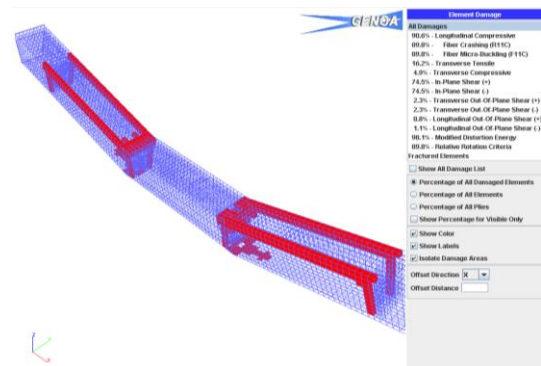 GENOA
Element Damage
All Damages
90.6% - Longitudinal Compressive
89.8% - Fiber Crashing (R11C)
89.8% - Fiber Micro-Buckling (F11C)
16.2% - Transverse Tensile
4.9% - Transverse Compressive
74.5% - In-Plane Shear (+)
74.5% - In-Plane Shear (-)
2.3% - Transverse Out-Of-Plane Shear (+)
2.3% - Transverse Out-Of-Plane Shear (-)
0.8% - Longitudinal Out-Of-Plane Shear (+)
1.1% - Longitudinal Out-Of-Plane Shear (-)
90.1% - Modified Distortion Energy
89.8% - Relative Rotation Criteria
Fractured Elements
Show All Damage List
Percentage of All Damaged Elements
Percentage of All Elements
Percentage of All Plies
Show Percentage for Visible Only
Show Color
Show Labels
Isolate Damage Areas
Offset Direction X
Offset Distance